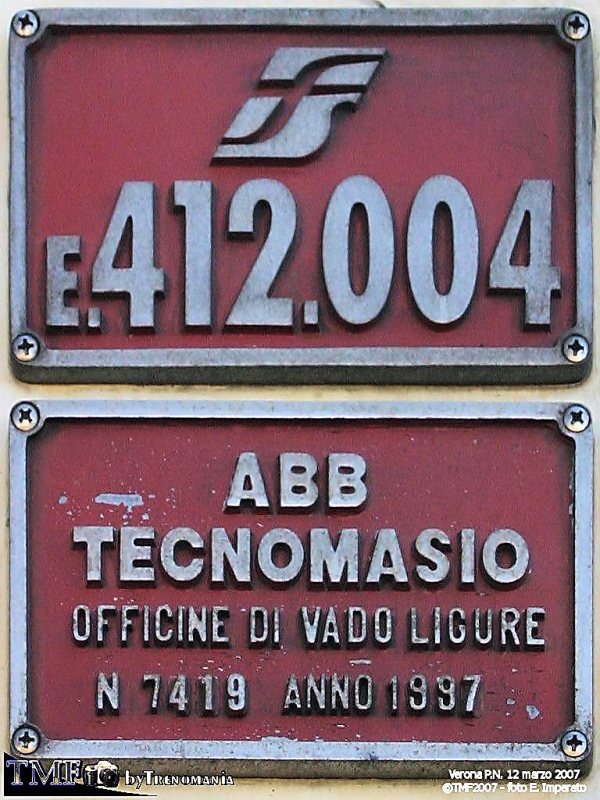 E.412.004
ABB
TECNOMASIO
OFFICINE DI VADO LIGURE
N 7419 ANNO 1997
TMF byTrenomania
Verona P.N. 12 marzo 2007
©TMF2007 - foto E. Imperato